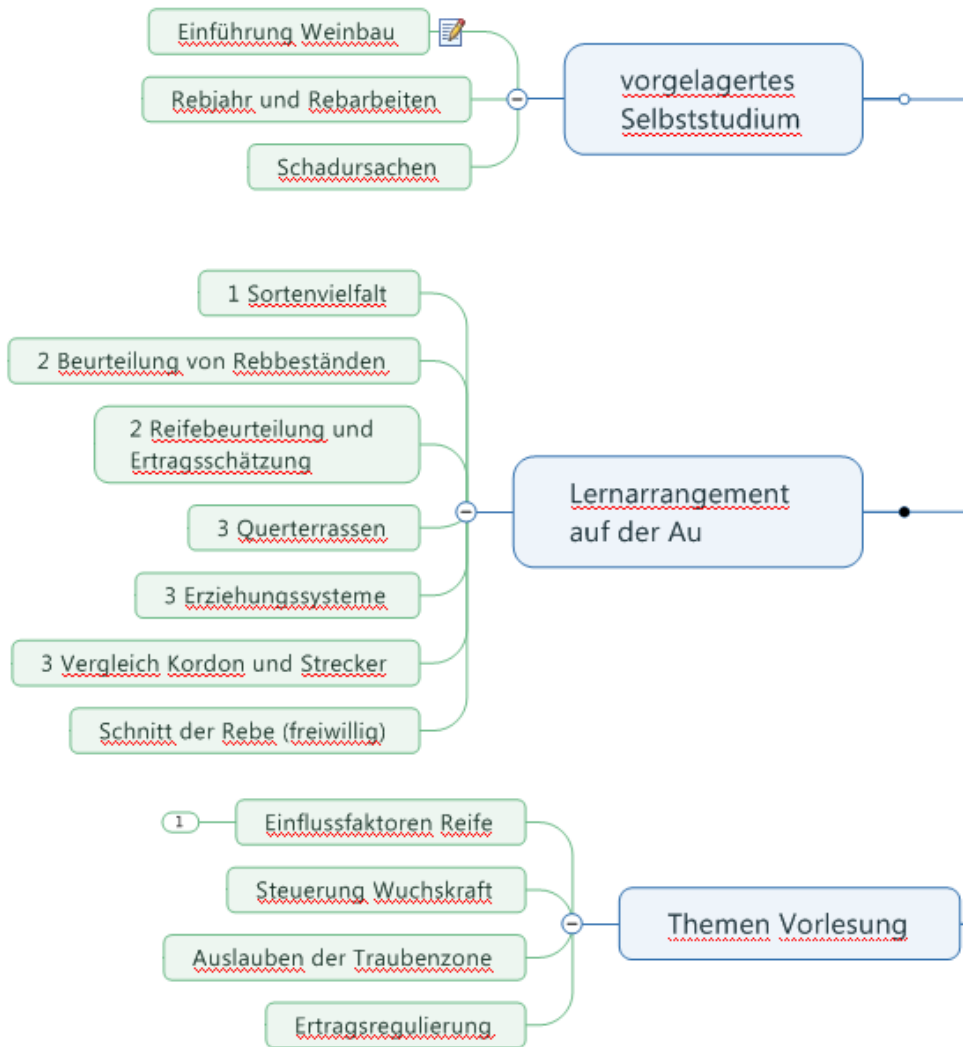 Einführung Weinbau
Rebjahr und Rebarbeiten
Schadursachen
vorgelagertes
Selbststudium
1 Sortenvielfalt
2 Beurteilung von Rebbeständen
2 Reifebeurteilung und
Ertragsschätzung
3 Querterrassen
3 Erziehungssysteme
3 Vergleich Kordon und Strecker
Schnitt der Rebe (freiwillig)
Lernarrangement
auf der Au
1
Einflussfaktoren Reife
Steuerung Wuchskraft
Auslauben der Traubenzone
Ertragsregulierung
Themen Vorlesung